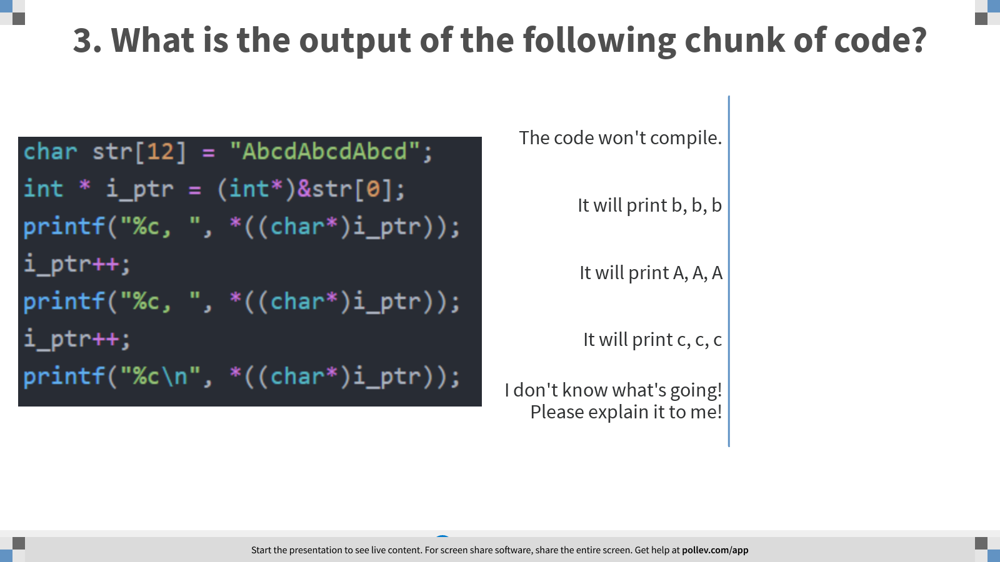 3. What is the output of the following chunk of code?
char str[12] = "AbcdAbcdAbcd";
int * i_ptr = (int*)&str[0];
printf("%c, ", *((char*)i_ptr));
i_ptr++;
printf("%c, ", *((char*)i_ptr));
i_ptr++;
printf("%c\n", *((char*)i_ptr));
The code won't compile.
It will print b, b, b
It will print A, A, A
It will print c, c, c
I don't know what's going!
Please explain it to me!
Start the presentation to see live content. For screen share software, share the entire screen. Get help at pollev.com/app